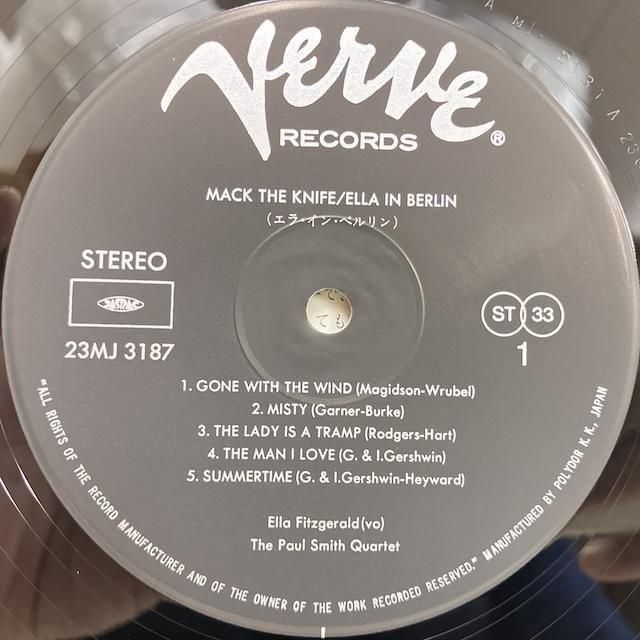 Verve
RECORDS®
MACK THE KNIFE/ELLA IN BERLIN
(エラ・イン・ベルリン)
STEREO
JASRAC
23MJ 3187
ST 33
1
1. GONE WITH THE WIND (Magidson-Wrubel)
2. MISTY (Garner-Burke)
3. THE LADY IS A TRAMP (Rodgers-Hart)
4. THE MAN I LOVE (G. & I.Gershwin)
5. SUMMERTIME (G. & I.Gershwin-Heyward)
Ella Fitzgerald (vo)
The Paul Smith Quartet
"ALL RIGHTS OF THE RECORD MANUFACTURER AND OF THE OWNER OF THE WORK RECORDED RESERVED." MANUFACTURED BY POLYDOR K. K., JAPAN
ても